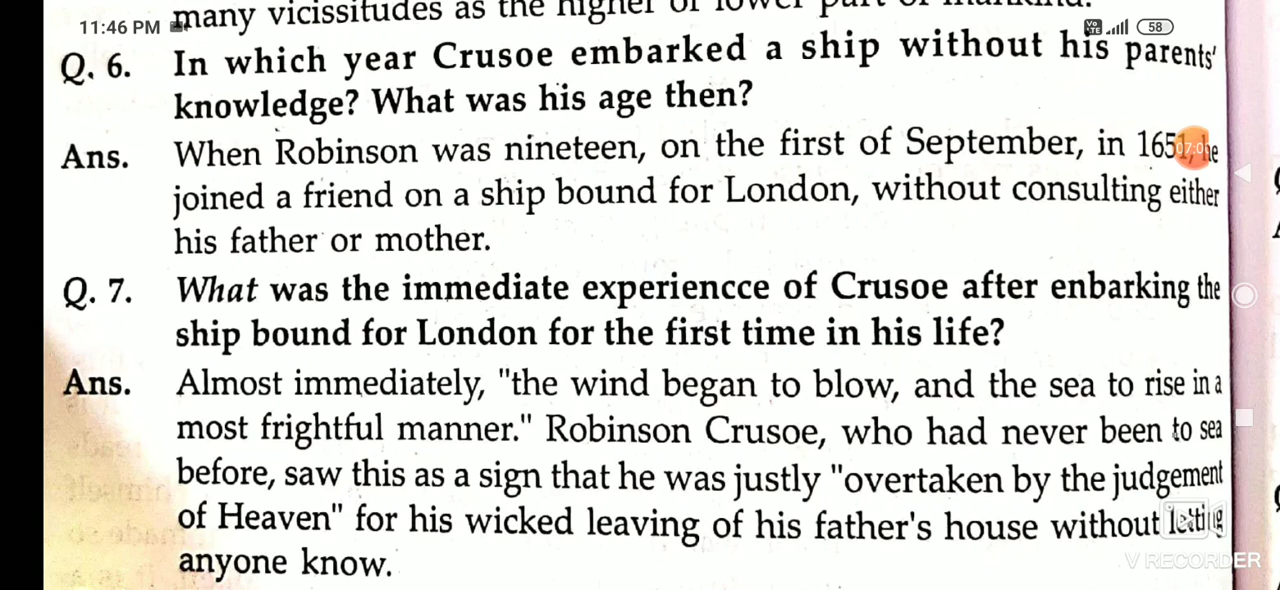 many vicissitudes as the higher or lower part of mankind.
11:46 PM 58
Q. 6. In which year Crusoe embarked a ship without his parents'
knowledge? What was his age then?
Ans. When Robinson was nineteen, on the first of September, in 1651, he
07:0
joined a friend on a ship bound for London, without consulting either
his father or mother.
Q. 7. What was the immediate experiencce of Crusoe after enbarking the
ship bound for London for the first time in his life?
Ans. Almost immediately, "the wind began to blow, and the sea to rise in a
most frightful manner." Robinson Crusoe, who had never been to sea
before, saw this as a sign that he was justly "overtaken by the judgement
of Heaven" for his wicked leaving of his father's house without letting
anyone know.
V RECORDER